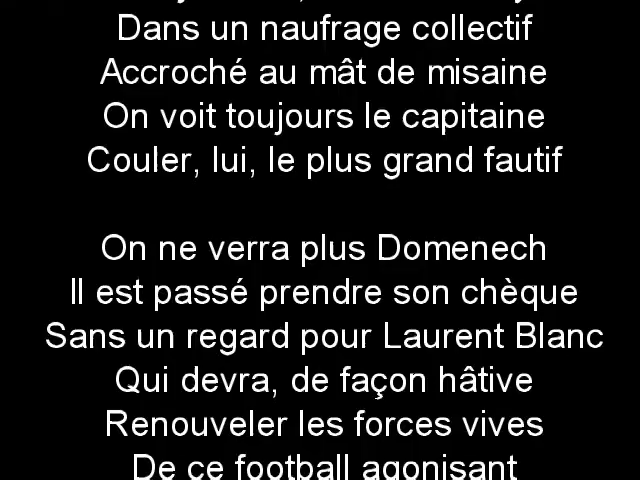 Dans un naufrage collectif
Accroché au mât de misaine
On voit toujours le capitaine
Couler, lui, le plus grand fautif
On ne verra plus Domenech
Il est passé prendre son chèque
Sans un regard pour Laurent Blanc
Qui devra, de façon hâtive
Renouveler les forces vives
De ce football agonisant